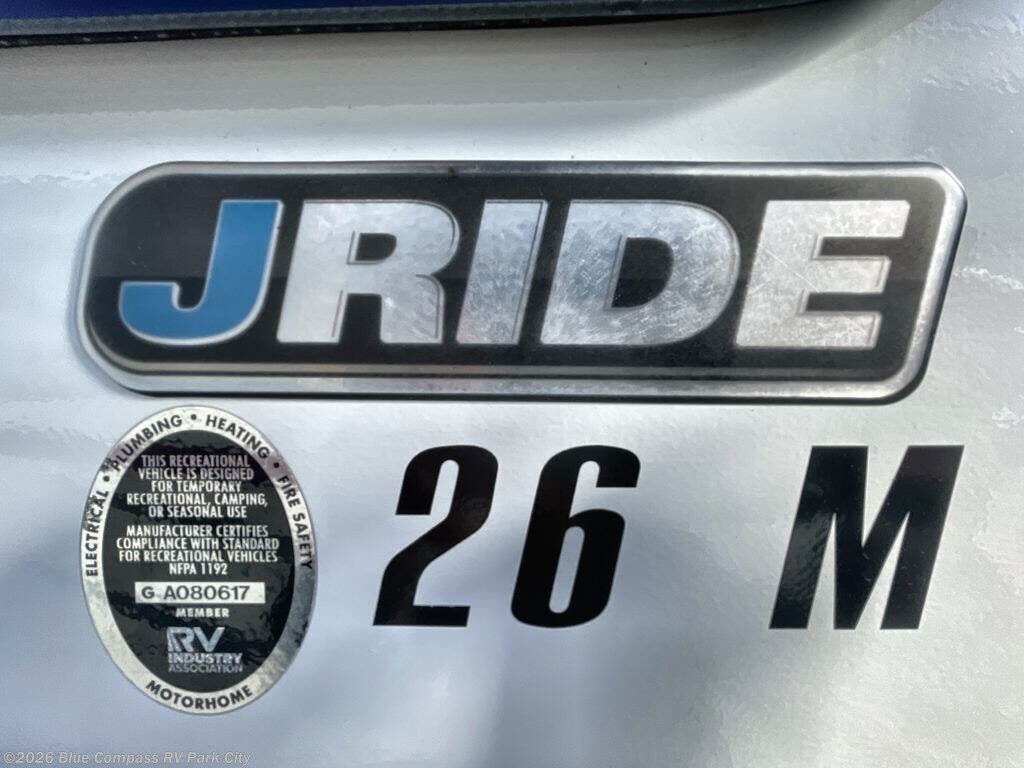 JRIDE
ELECTRICAL • PLUMBING • HEATING • FIRE SAFETY
THIS RECREATIONAL
VEHICLE IS DESIGNED
FOR TEMPORARY
RECREATIONAL, CAMPING,
OR SEASONAL USE
MANUFACTURER CERTIFIES
COMPLIANCE WITH STANDARD
FOR RECREATIONAL VEHICLES
NFPA 1192
G A080617
MEMBER
RV
INDUSTRY
ASSOCIATION
MOTORHOME
26 M
©2026 Blue Compass RV Park City